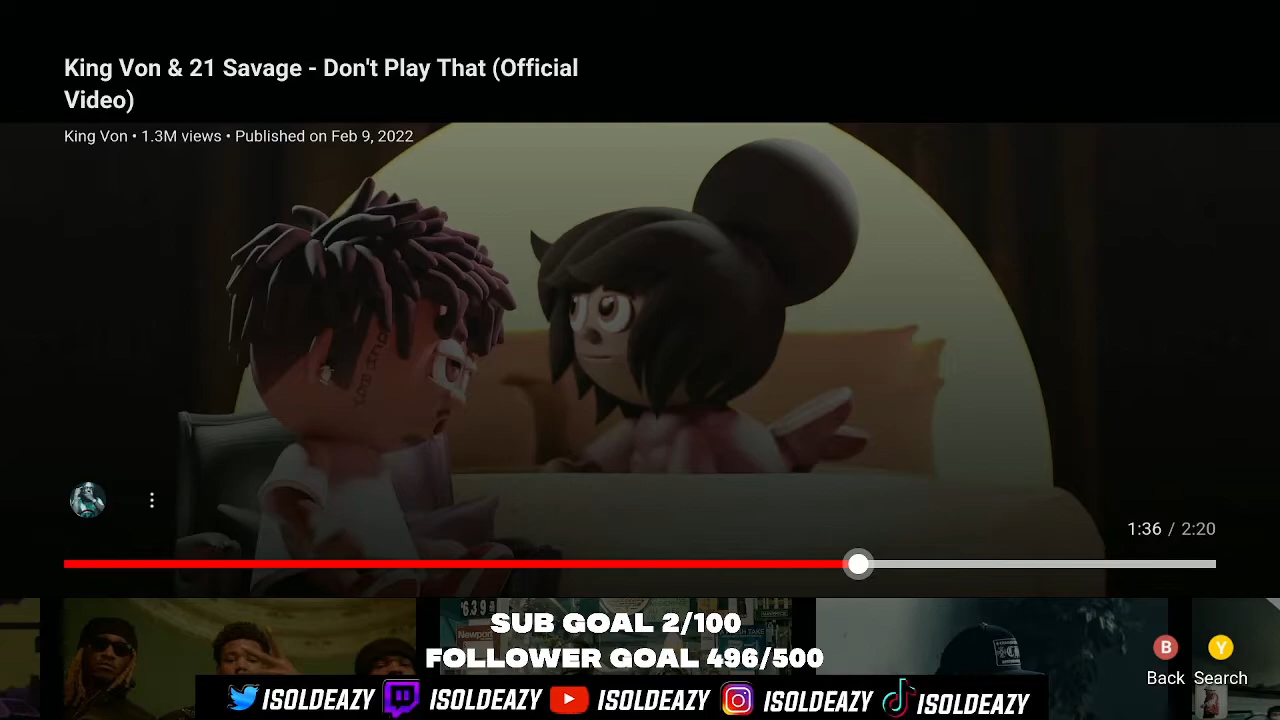 King Von & 21 Savage - Don't Play That (Official
Video)
King Von • 1.3M views • Published on Feb 9, 2022
1:36 / 2:20
SUB GOAL 2/100
FOLLOWER GOAL 496/500
B
Y
Back
Search
ISOLDEAZY
ISOLDEAZY
ISOLDEAZY
ISOLDEAZY
ISOLDEAZY
Newport